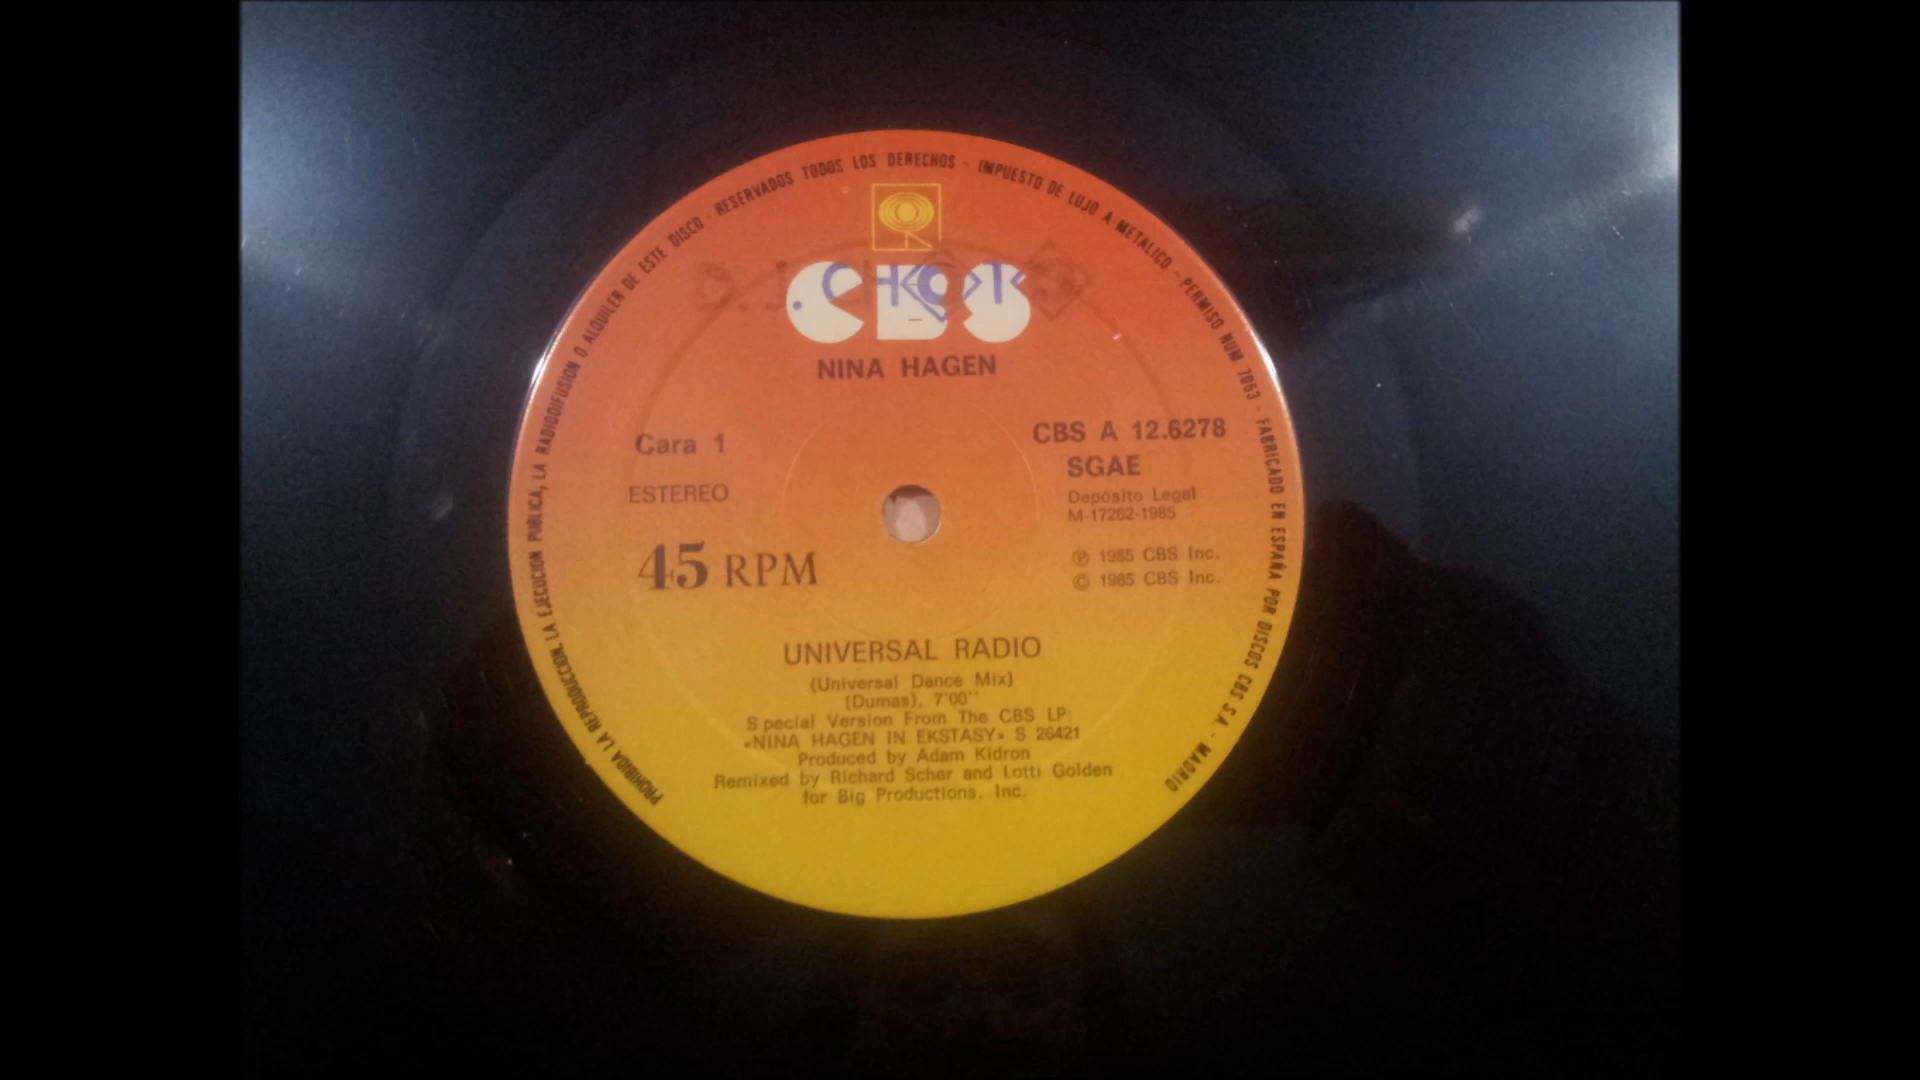 PROHIBIDA LA REPRODUCCION, LA EJECUCION PUBLICA, LA RADIODIFUSION O ALQUILER DE ESTE DISCO - RESERVADOS TODOS LOS DERECHOS - IMPUESTO DE LUJO A METALICO - PERMISO NUM 7053 - FABRICADO EN ESPAÑA POR DISCOS CBS S.A. - MADRID
CBS
NINA HAGEN
Cara 1
ESTEREO
45 RPM
CBS A 12.6278
SGAE
Depósito Legal
M-17262-1985
℗ 1985 CBS Inc.
© 1985 CBS Inc.
UNIVERSAL RADIO
(Universal Dance Mix)
(Dumas), 7'00''
Special Version From The CBS LP:
«NINA HAGEN IN EKSTASY» S 26421
Produced by Adam Kidron
Remixed by Richard Scher and Lotti Golden
for Big Productions, Inc.